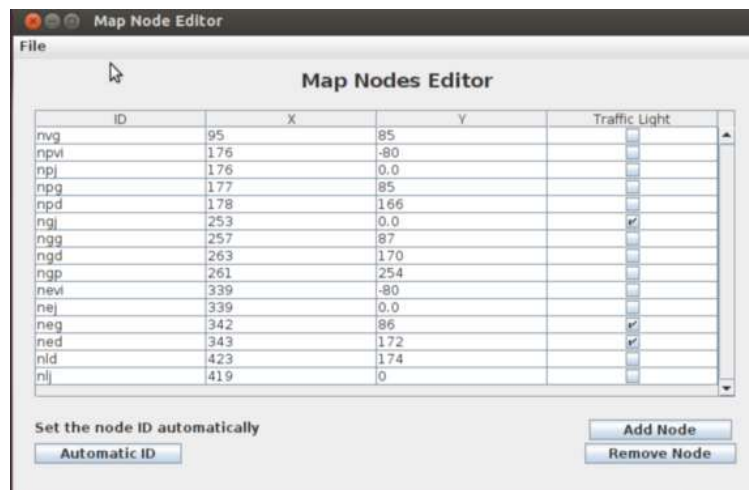 Map Node Editor
File
Map Nodes Editor
ID X Y Traffic Light
nvg 95 85
npvi 176 -80
npj 176 0.0
npg 177 85
npd 178 166
ngj 253 0.0
ngg 257 87
ngd 263 170
ngp 261 254
nevi 339 -80
nej 339 0.0
neg 342 86
ned 343 172
nld 423 174
nlj 419 0
Set the node ID automatically
Add Node
Automatic ID Remove Node